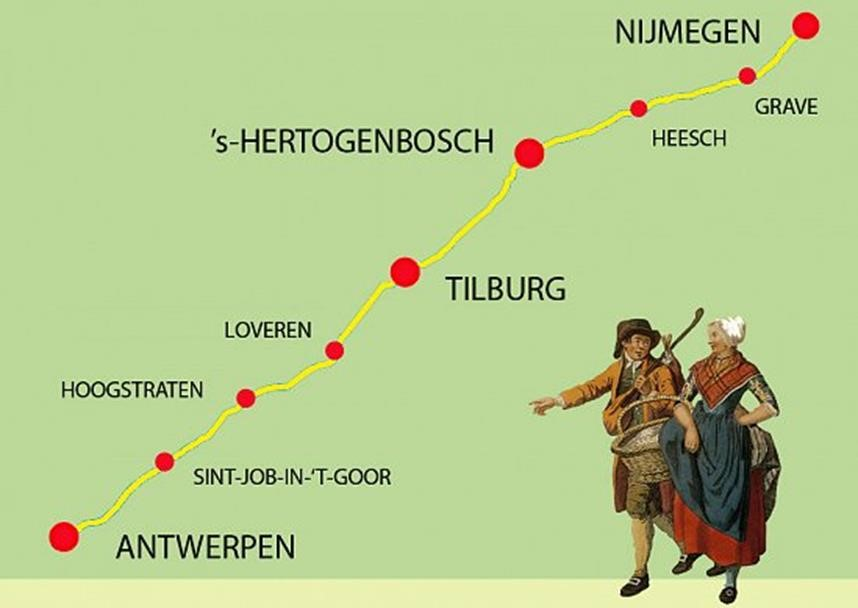 NIJMEGEN
GRAVE
HEESCH
's-HERTOGENBOSCH
TILBURG
LOVEREN
HOOGSTRATEN
SINT-JOB-IN-'T-GOOR
ANTWERPEN